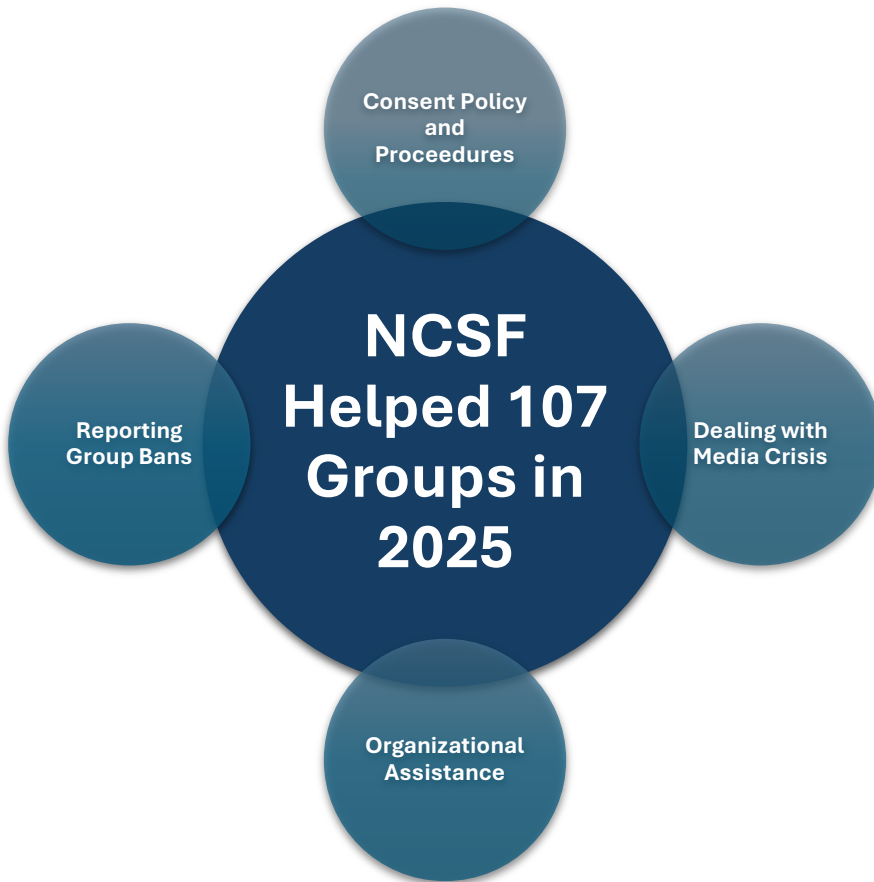 Consent Policy
and
Proceedures
NCSF
Helped 107
Groups in
2025
Reporting
Group Bans
Dealing with
Media Crisis
Organizational
Assistance